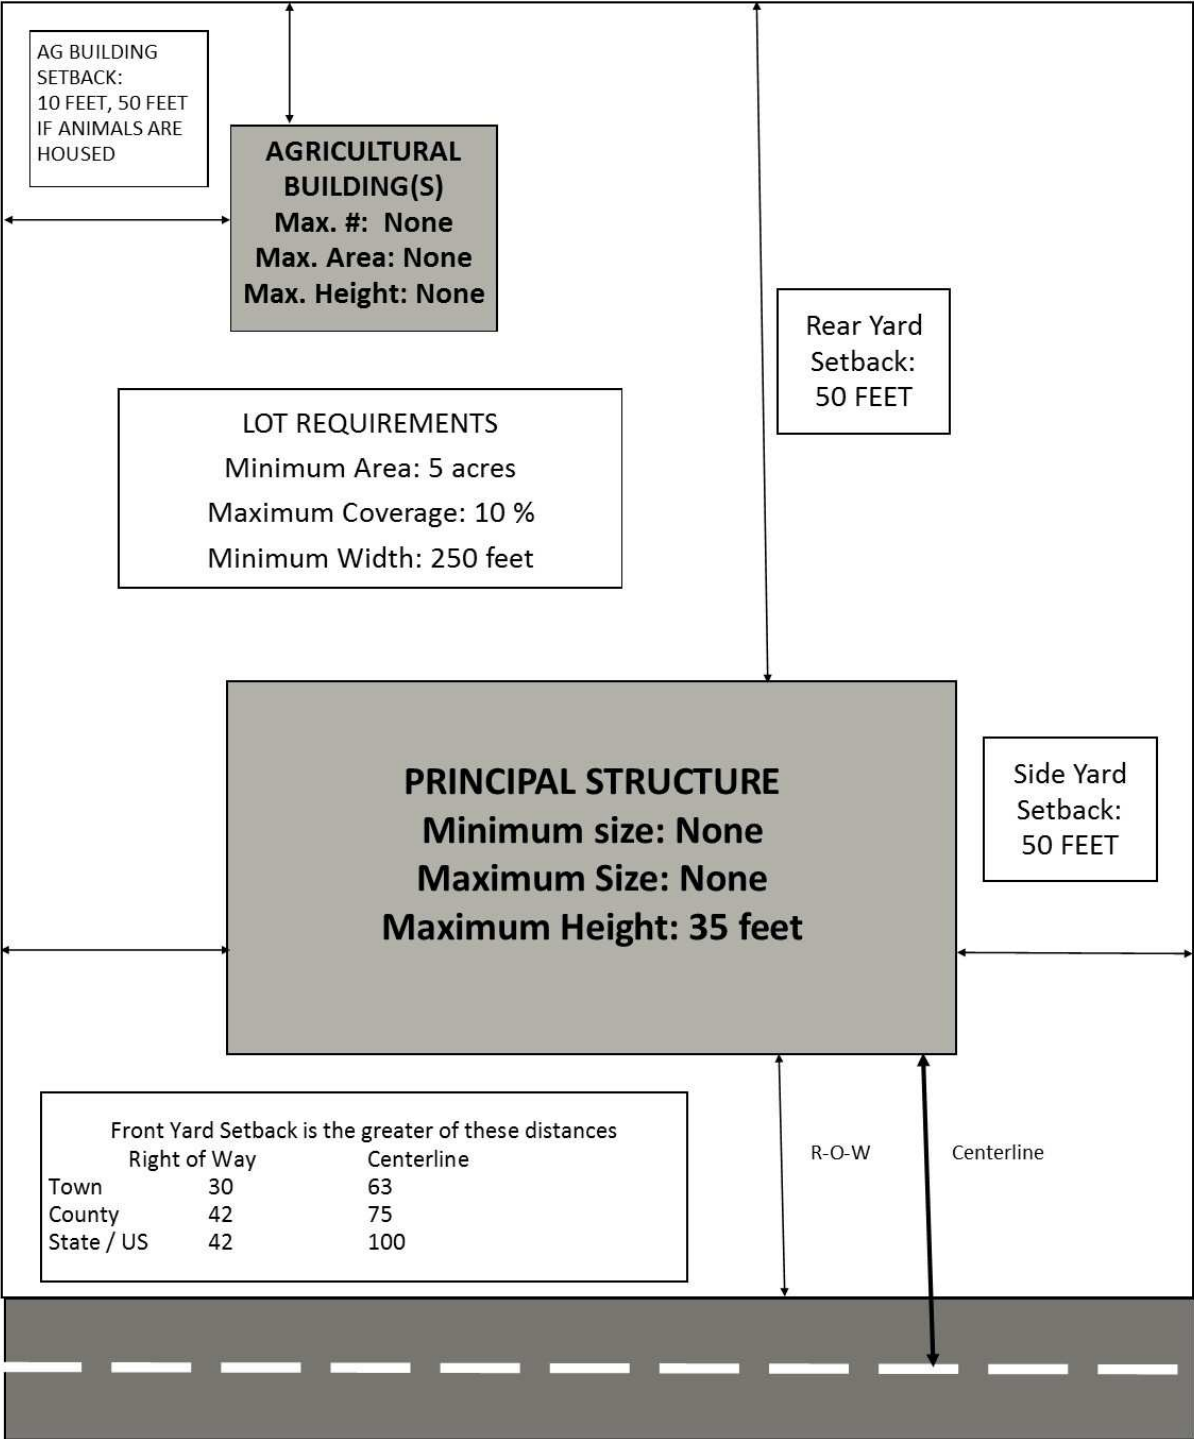 AG BUILDING
SETBACK:
10 FEET, 50 FEET
IF ANIMALS ARE
HOUSED
AGRICULTURAL
BUILDING(S)
Max. #: None
Max. Area: None
Max. Height: None
Rear Yard
Setback:
50 FEET
LOT REQUIREMENTS
Minimum Area: 5 acres
Maximum Coverage: 10 %
Minimum Width: 250 feet
PRINCIPAL STRUCTURE
Minimum size: None
Maximum Size: None
Maximum Height: 35 feet
Side Yard
Setback:
50 FEET
Front Yard Setback is the greater of these distances
Right of Way Centerline
Town 30 63
County 42 75
State / US 42 100
R-O-W
Centerline